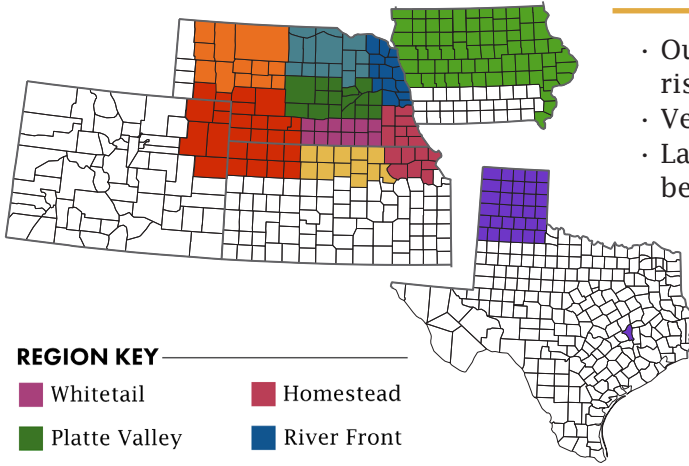 · Ou
ris
· Ve
· La
be
REGION KEY
Whitetail
Homestead
Platte Valley
River Front